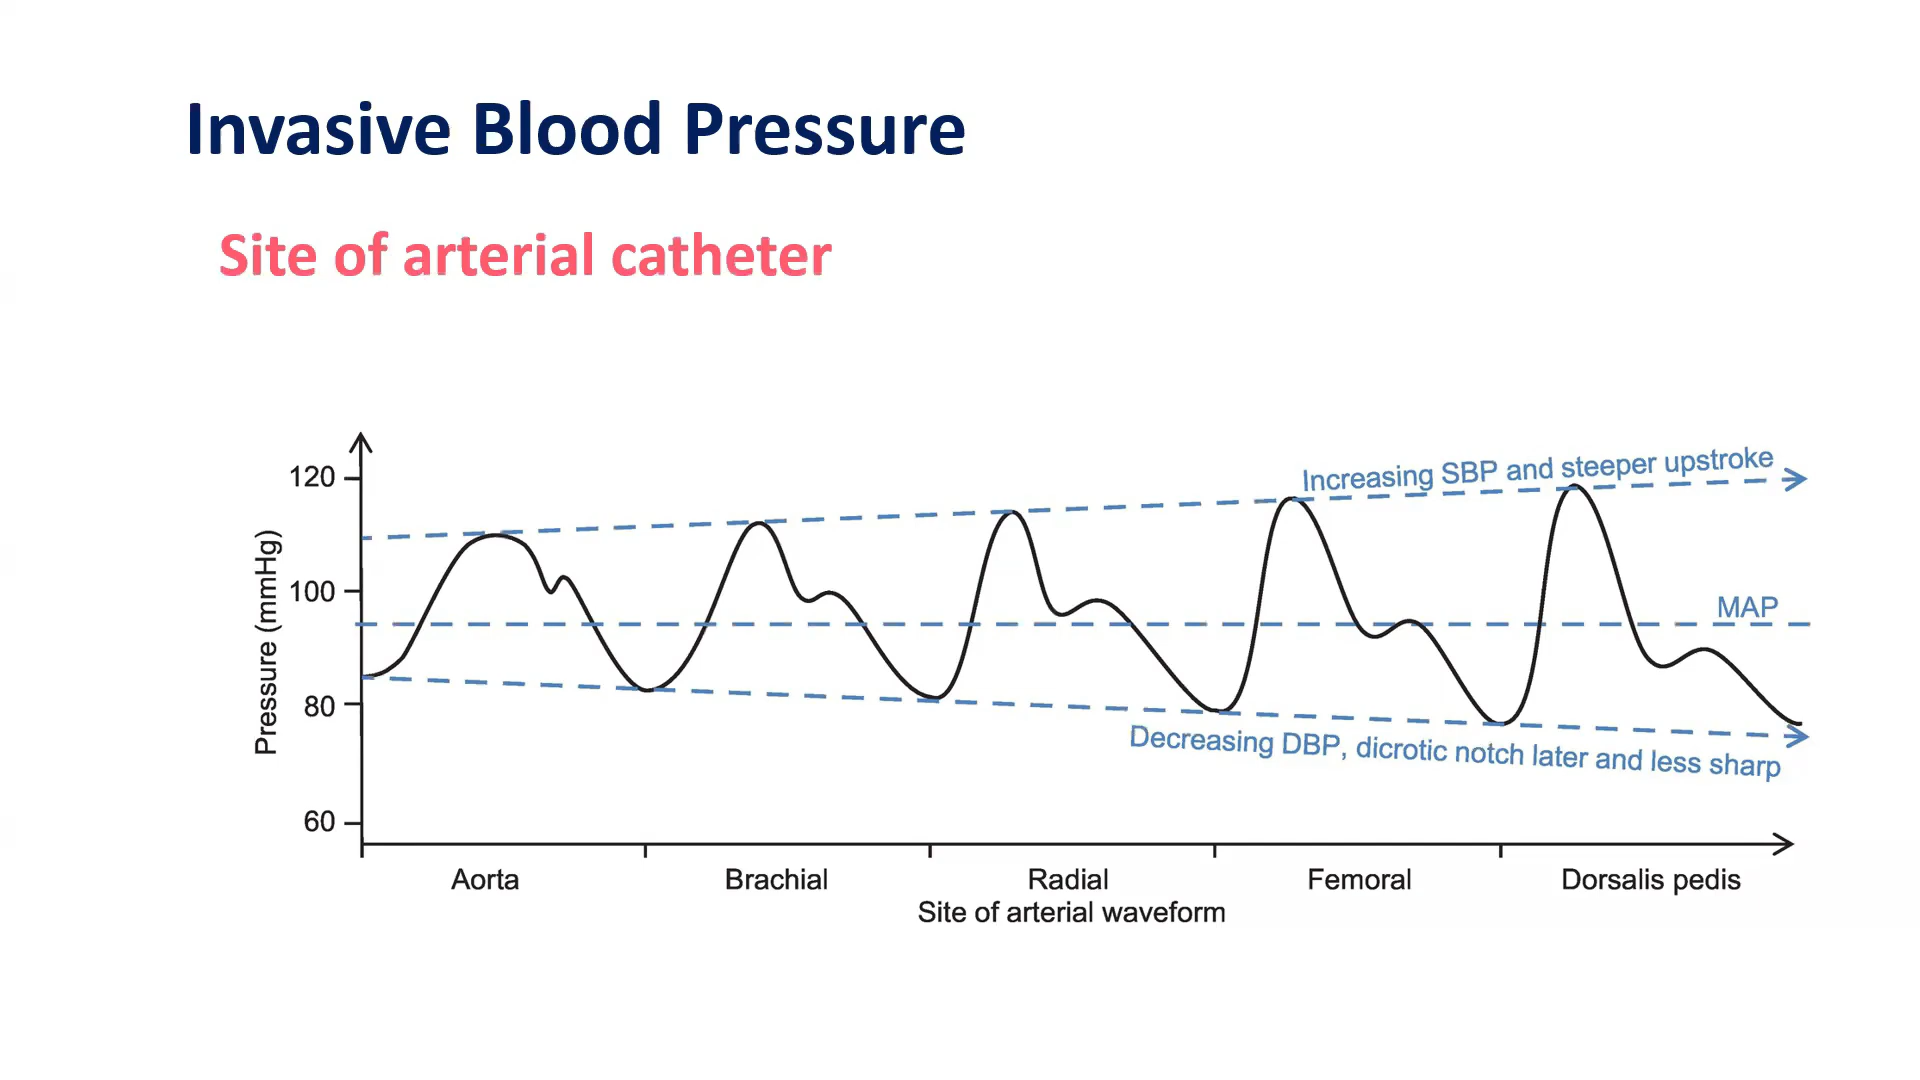 Invasive Blood Pressure
Site of arterial catheter
Increasing SBP and steeper upstroke
120
100
MAP
80
Decreasing DBP, dicrotic notch later and less sharp
60
Pressure (mmHg)
Aorta Brachial Radial Femoral Dorsalis pedis
Site of arterial waveform